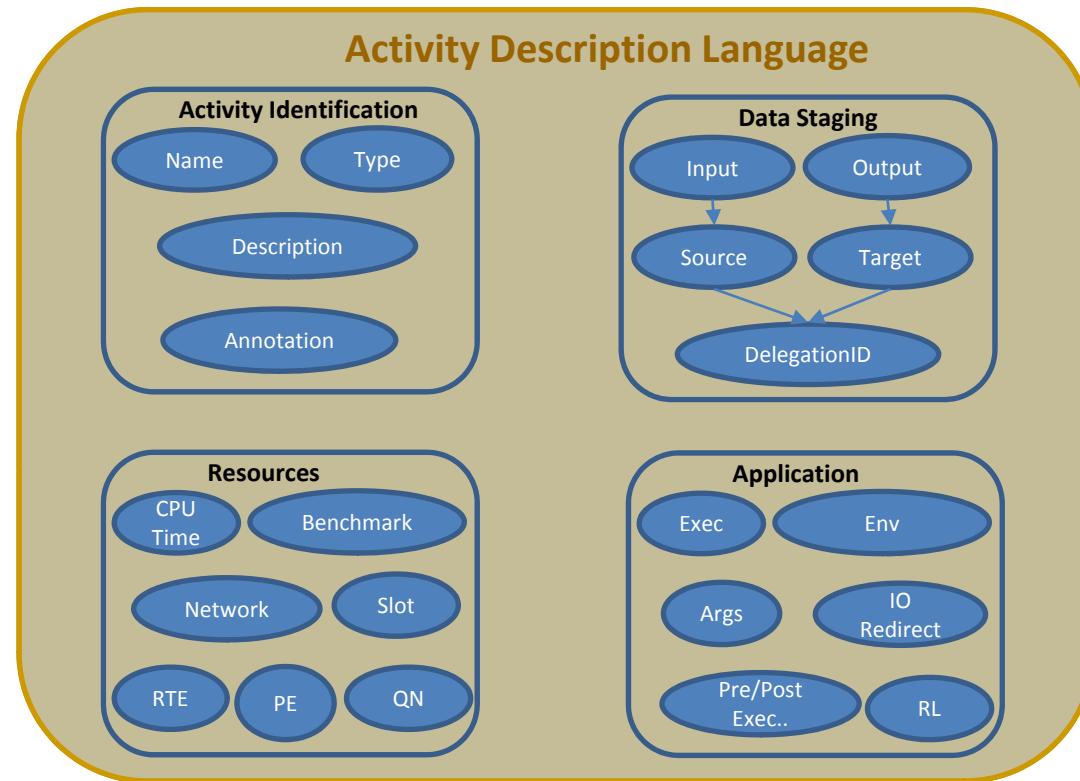 Activity Description Language
Activity Identification
Name
Type
Description
Annotation
Data Staging
Input
Output
Source
Target
DelegationID
Resources
CPU
Time
Benchmark
Network
Slot
RTE
PE
QN
Application
Exec
Env
Args
IO
Redirect
Pre/Post
Exec..
RL